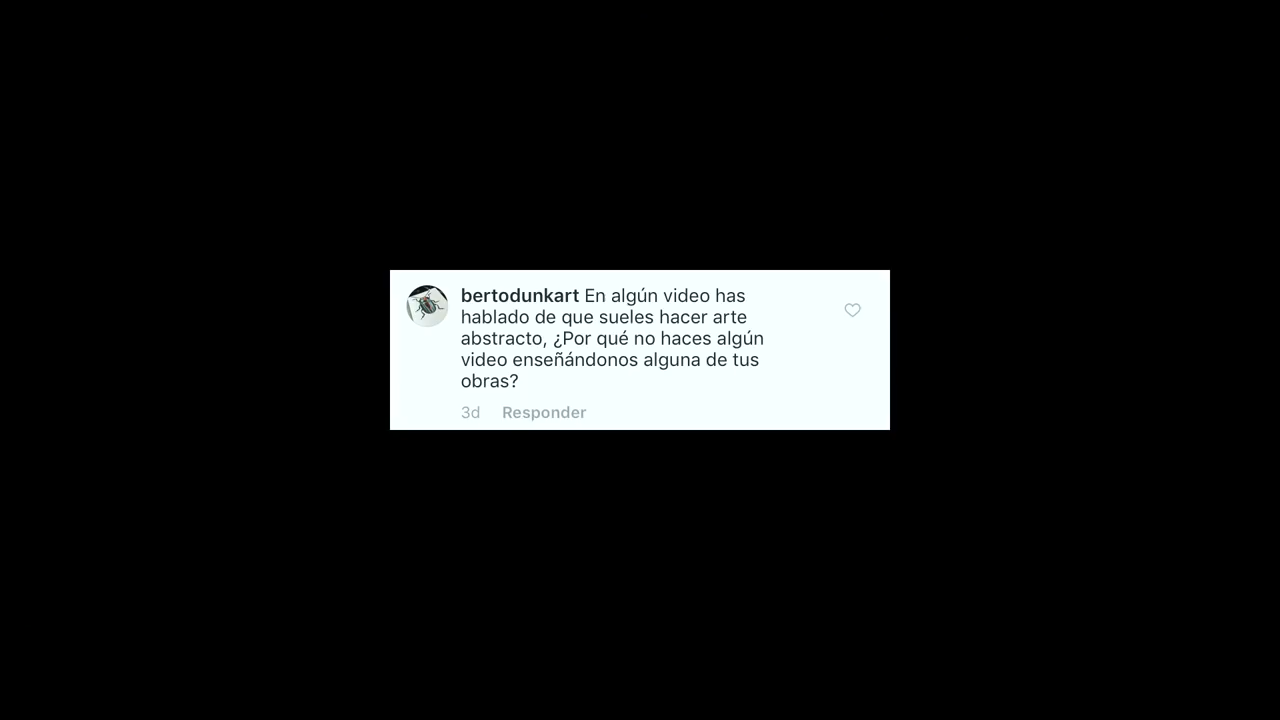 bertodunkart En algún video has
hablado de que sueles hacer arte
abstracto, ¿Por qué no haces algún
video enseñándonos alguna de tus
obras?
3d Responder